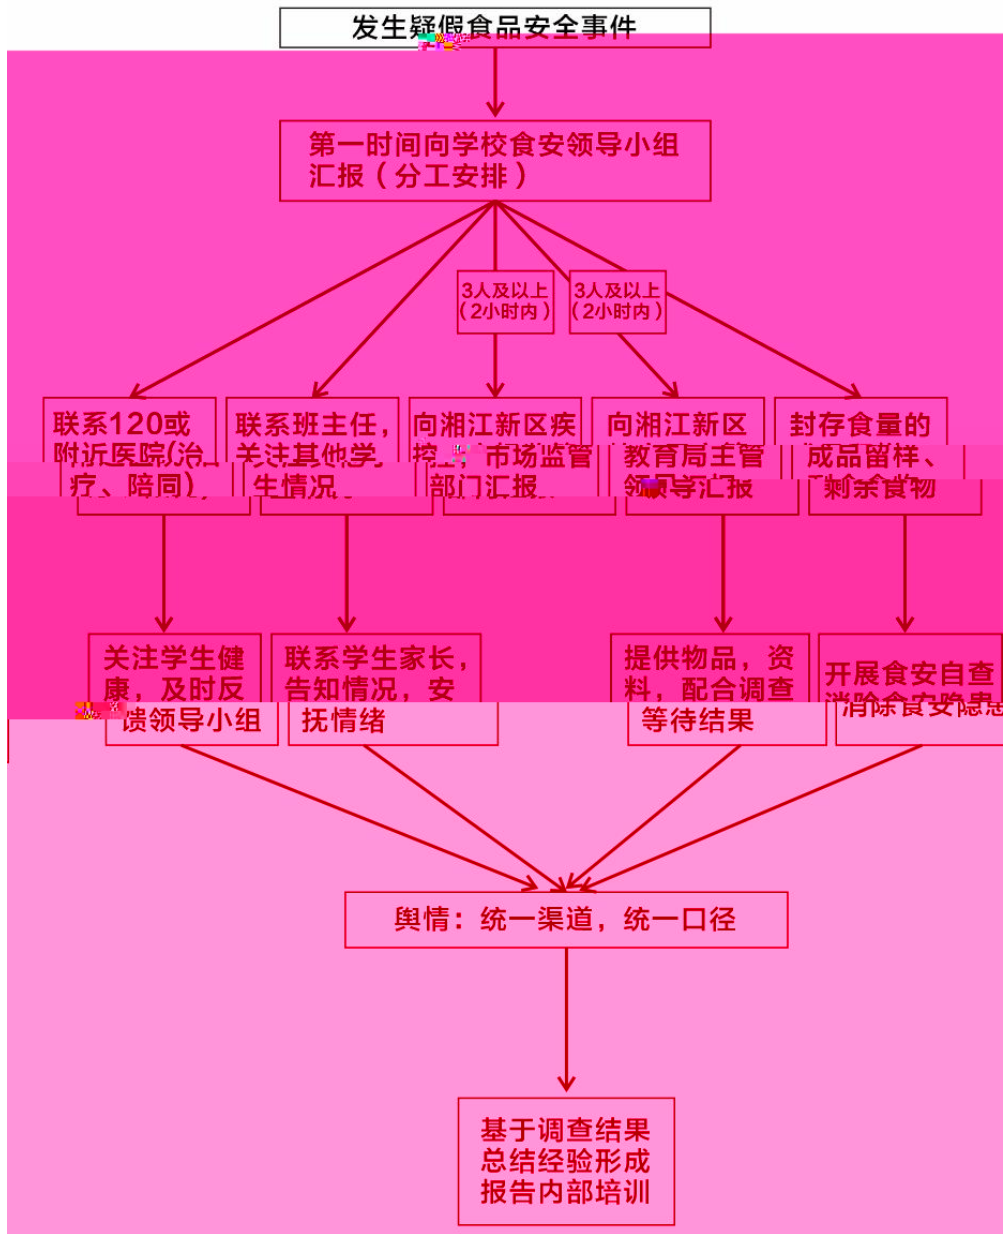 发生疑假食品安全事件
第一时间向学校食安领导小组
汇报（分工安排）
3人及以上
（2小时内）
3人及以上
（2小时内）
联系120或
附近医院(治
疗、陪同)
联系班主任，
关注其他学
生情况
向湘江新区疾
控，市场监管
部门汇报
向湘江新区
教育局主管
领导汇报
封存食量的
成品留样、
剩余食物
关注学生健
康，及时反
馈领导小组
联系学生家长，
告知情况，安
抚情绪
提供物品，资
料，配合调查
等待结果
开展食安自查
消除食安隐患
舆情：统一渠道，统一口径
基于调查结果
总结经验形成
报告内部培训